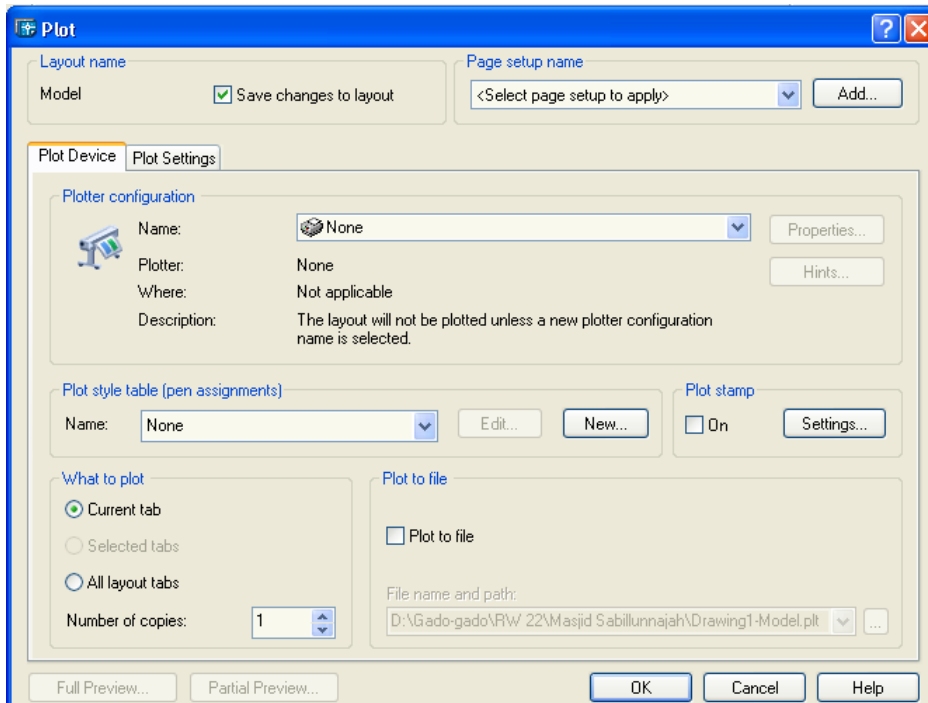 Plot
Layout name
Model
Save changes to layout
Page setup name
<Select page setup to apply>
Add...
Plot Device
Plot Settings
Plotter configuration
Name:
None
Properties...
Plotter:
None
Hints...
Where:
Not applicable
Description:
The layout will not be plotted unless a new plotter configuration
name is selected.
Plot style table (pen assignments)
Name:
None
Edit...
New...
Plot stamp
On
Settings...
What to plot
Current tab
Selected tabs
All layout tabs
Number of copies:
1
Plot to file
Plot to file
File name and path:
D:\Gado-gado\RW 22\Masjid Sabillunnajah\Drawing1-Model.plt
...
Full Preview...
Partial Preview...
OK
Cancel
Help